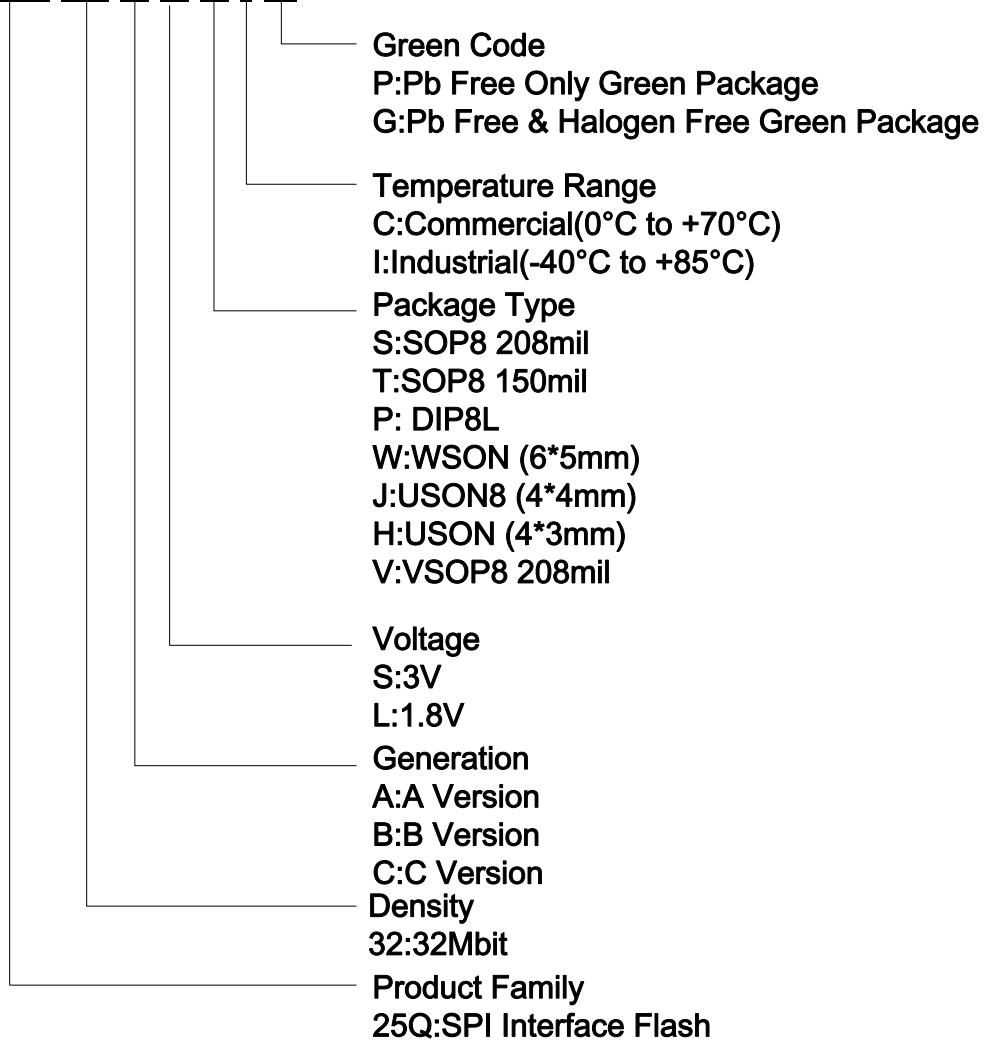 Green Code
P:Pb Free Only Green Package
G:Pb Free & Halogen Free Green Package
Temperature Range
C:Commercial(0°C to +70°C)
I:Industrial(-40°C to +85°C)
Package Type
S:SOP8 208mil
T:SOP8 150mil
P: DIP8L
W:WSON (6*5mm)
J:USON8 (4*4mm)
H:USON (4*3mm)
V:VSOP8 208mil
Voltage
S:3V
L:1.8V
Generation
A:A Version
B:B Version
C:C Version
Density
32:32Mbit
Product Family
25Q:SPI Interface Flash